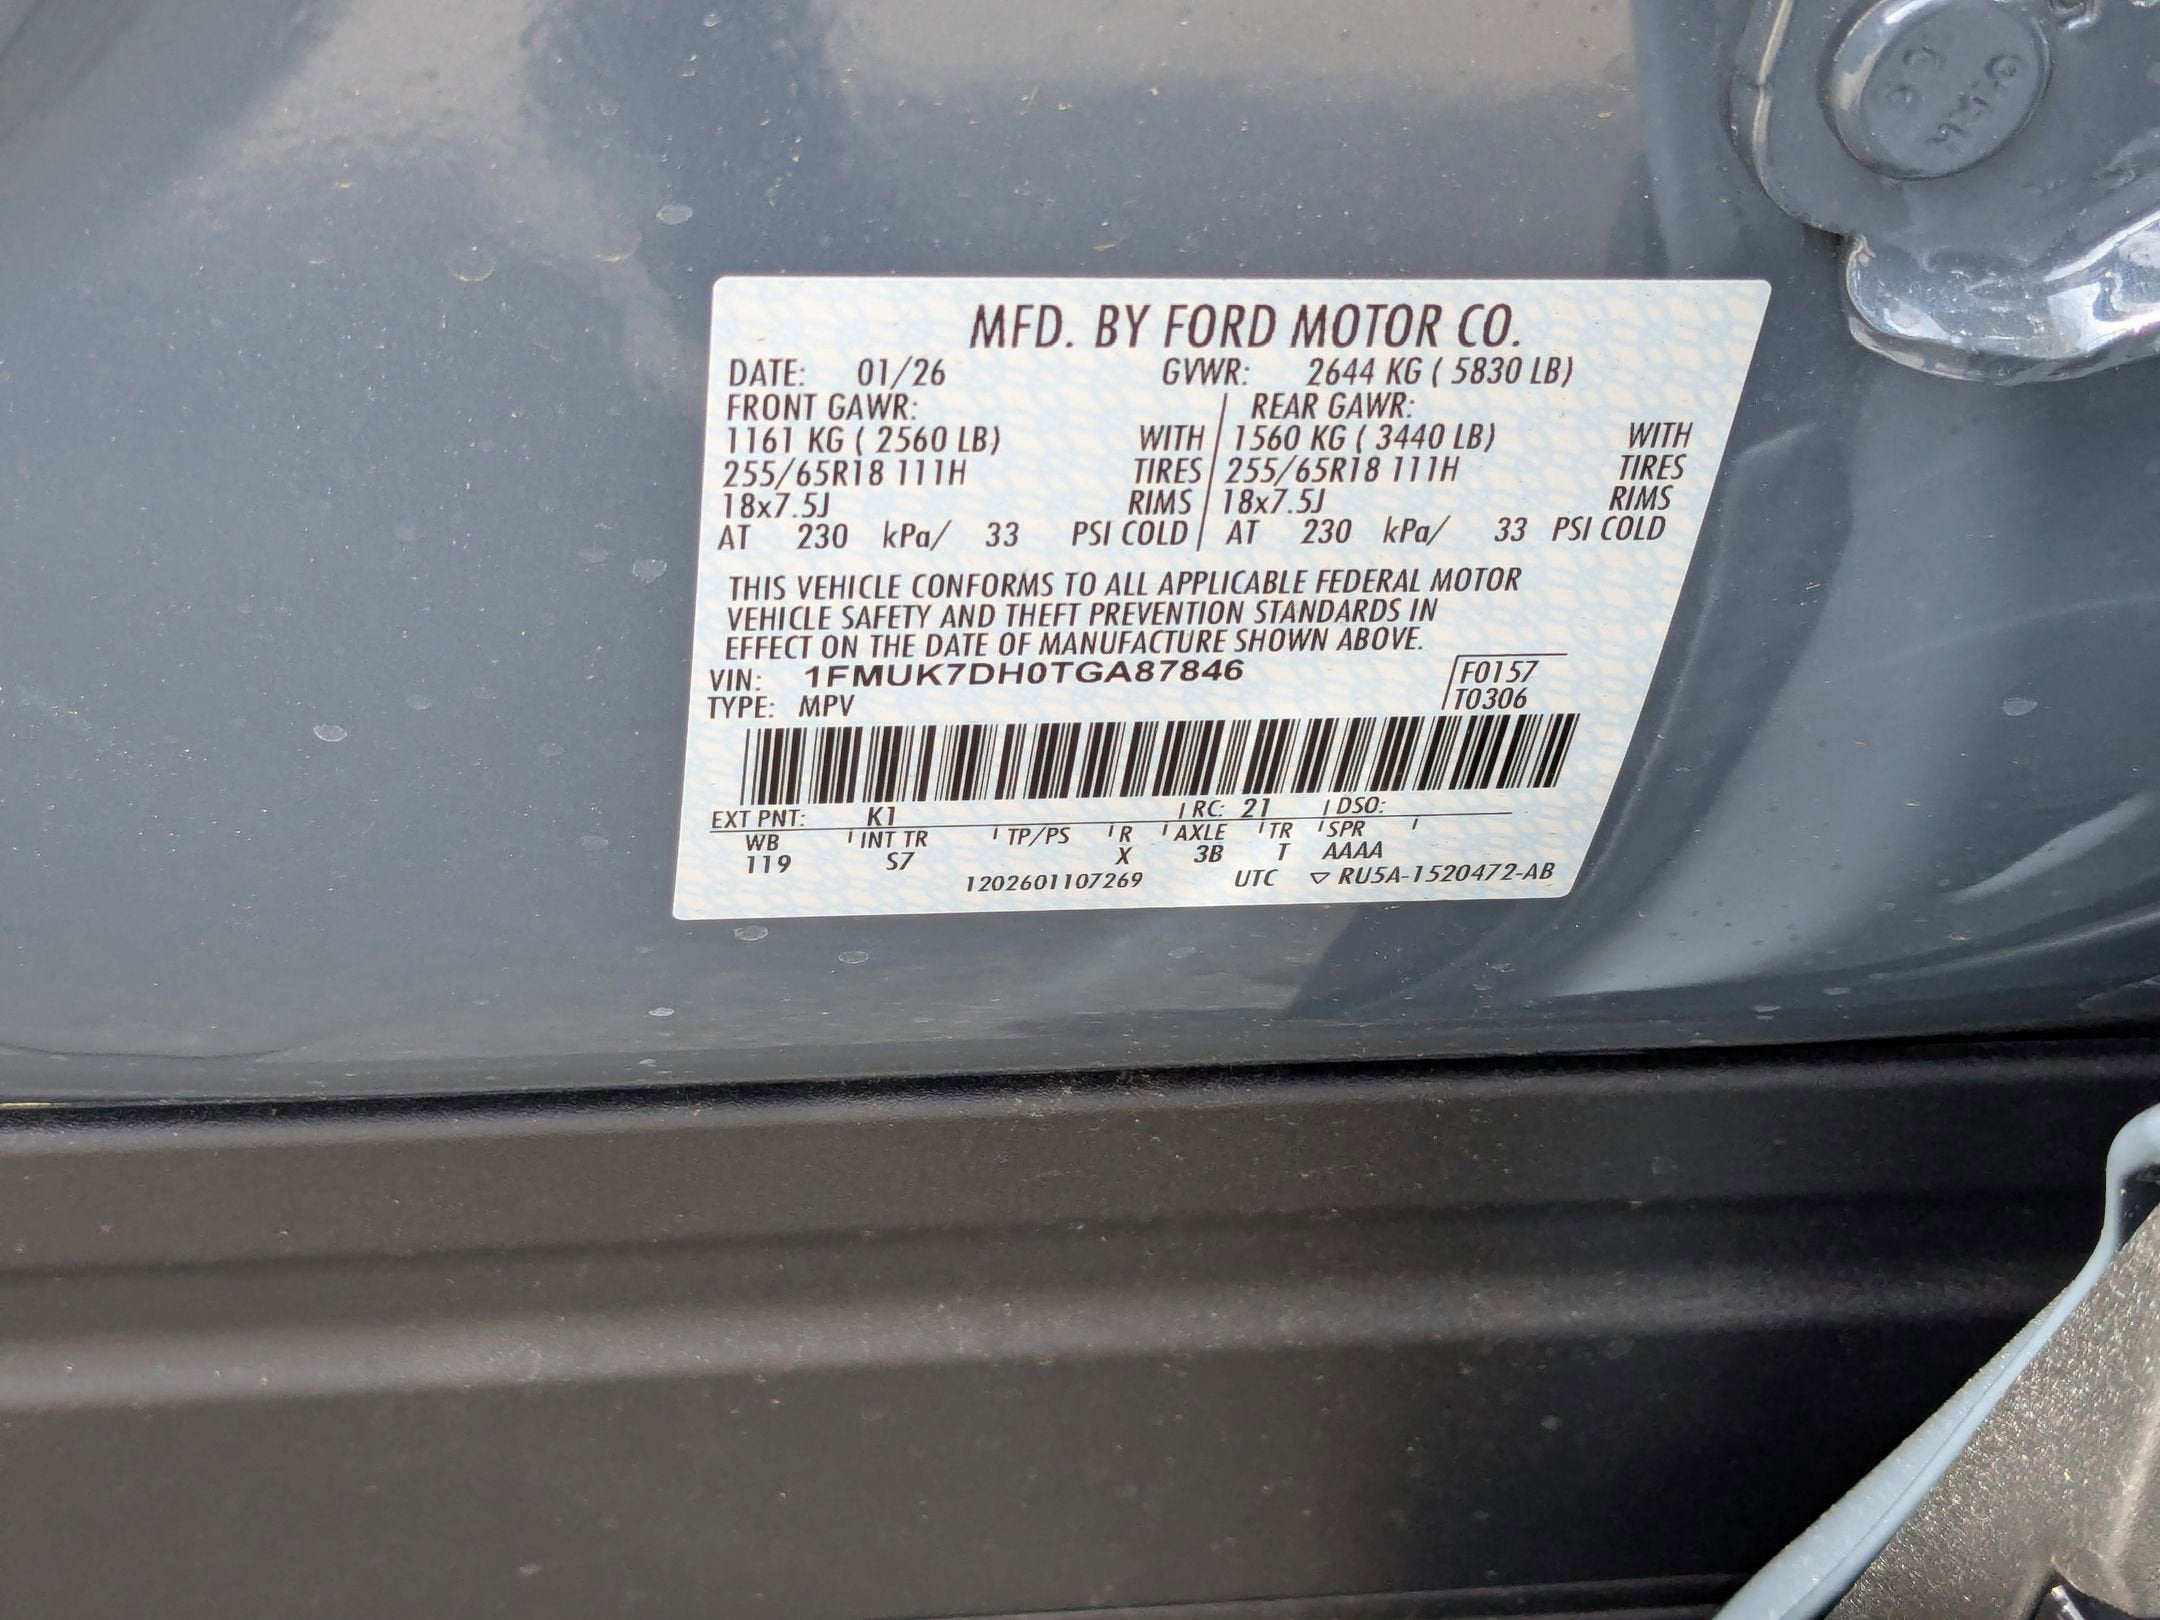 MFD. BY FORD MOTOR CO.
DATE: 01/26 GVWR: 2644 KG ( 5830 LB)
FRONT GAWR: REAR GAWR:
1161 KG ( 2560 LB) WITH 1560 KG ( 3440 LB) WITH
255/65R18 111H TIRES 255/65R18 111H TIRES
18x7.5J RIMS 18x7.5J RIMS
AT 230 kPa/ 33 PSI COLD AT 230 kPa/ 33 PSI COLD
THIS VEHICLE CONFORMS TO ALL APPLICABLE FEDERAL MOTOR
VEHICLE SAFETY AND THEFT PREVENTION STANDARDS IN
EFFECT ON THE DATE OF MANUFACTURE SHOWN ABOVE.
VIN: 1FMUK7DH0TGA87846 F0157
TYPE: MPV T0306
EXT PNT: K1 RC: 21 DSO:
WB INT TR TP/PS R AXLE TR SPR
119 S7 X 3B T AAAA
1202601107269 UTC ▽ RU5A-1520472-AB